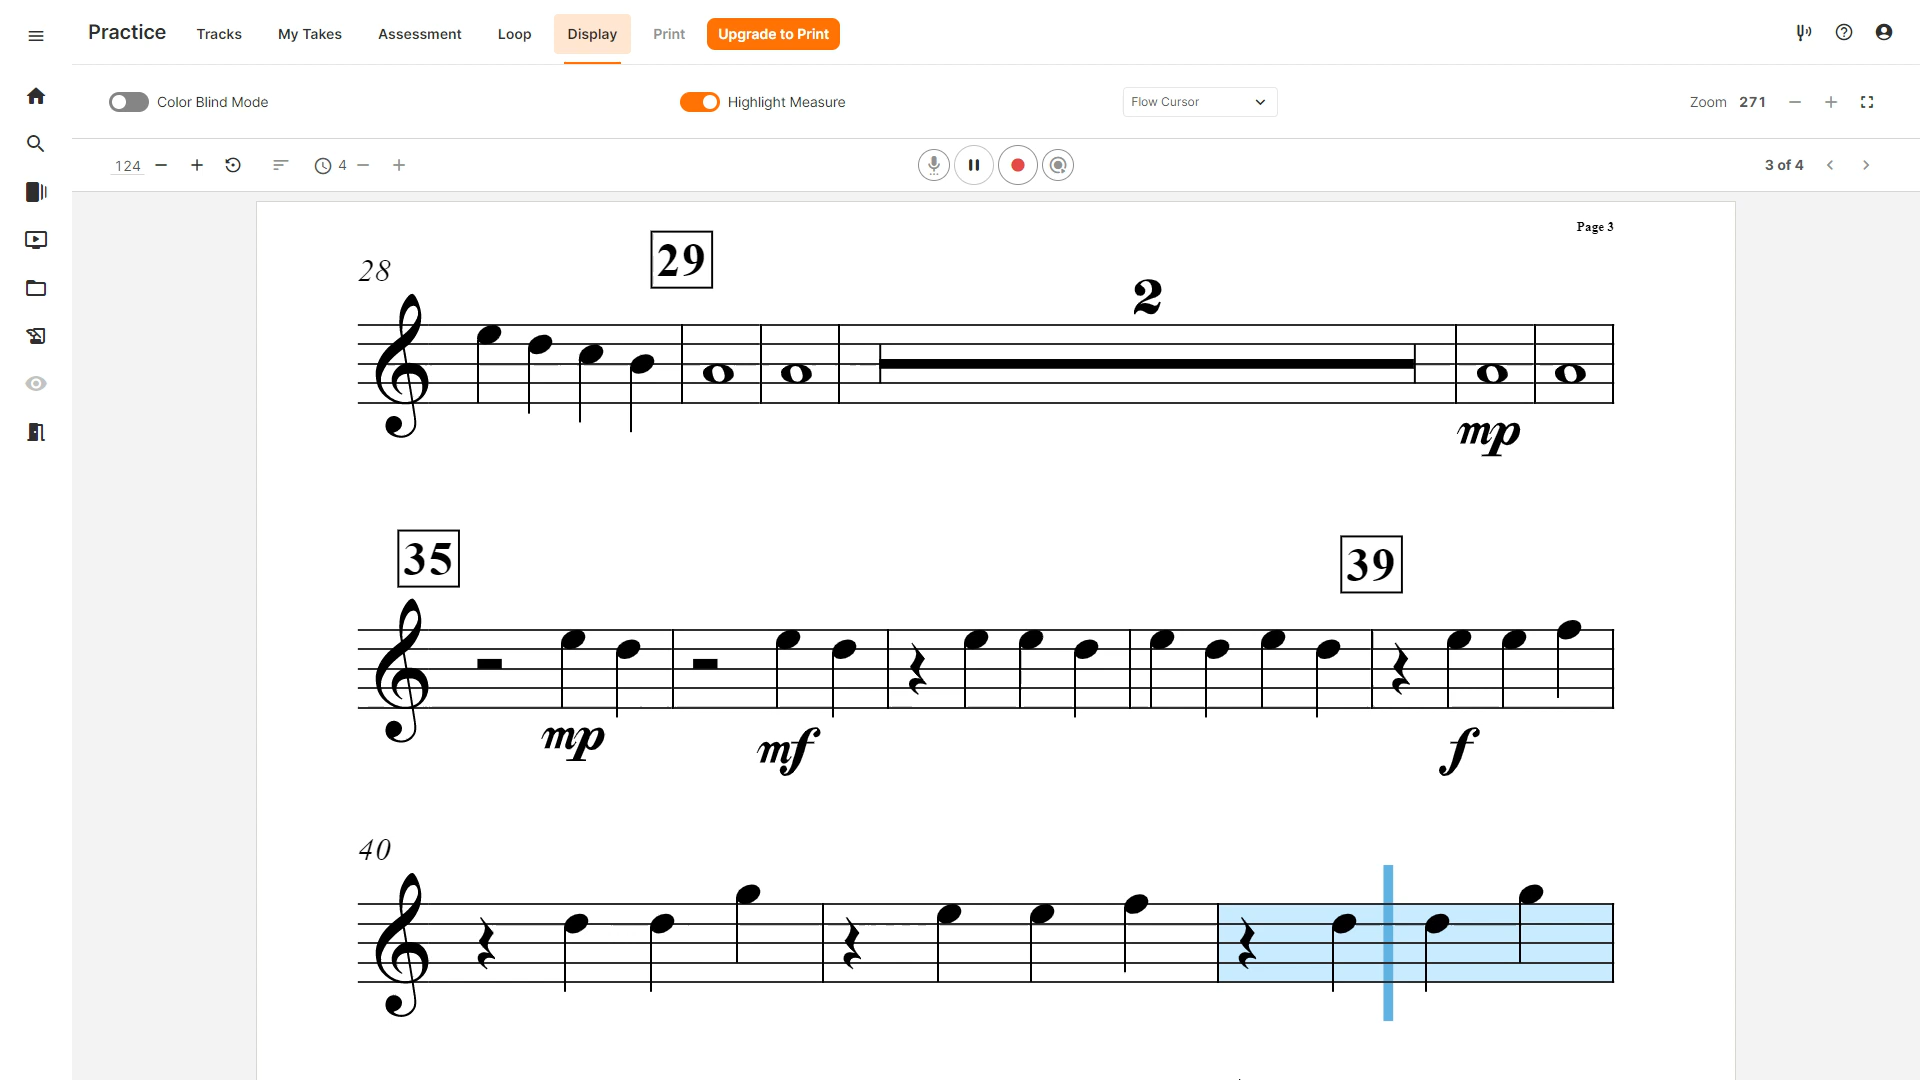 Practice Tracks My Takes Assessment Loop Display Print Upgrade to Print
Color Blind Mode Highlight Measure Flow Cursor Zoom 271
124 4 3 of 4
Page 3
28 29
2
mp
35 39
mp mf f
40